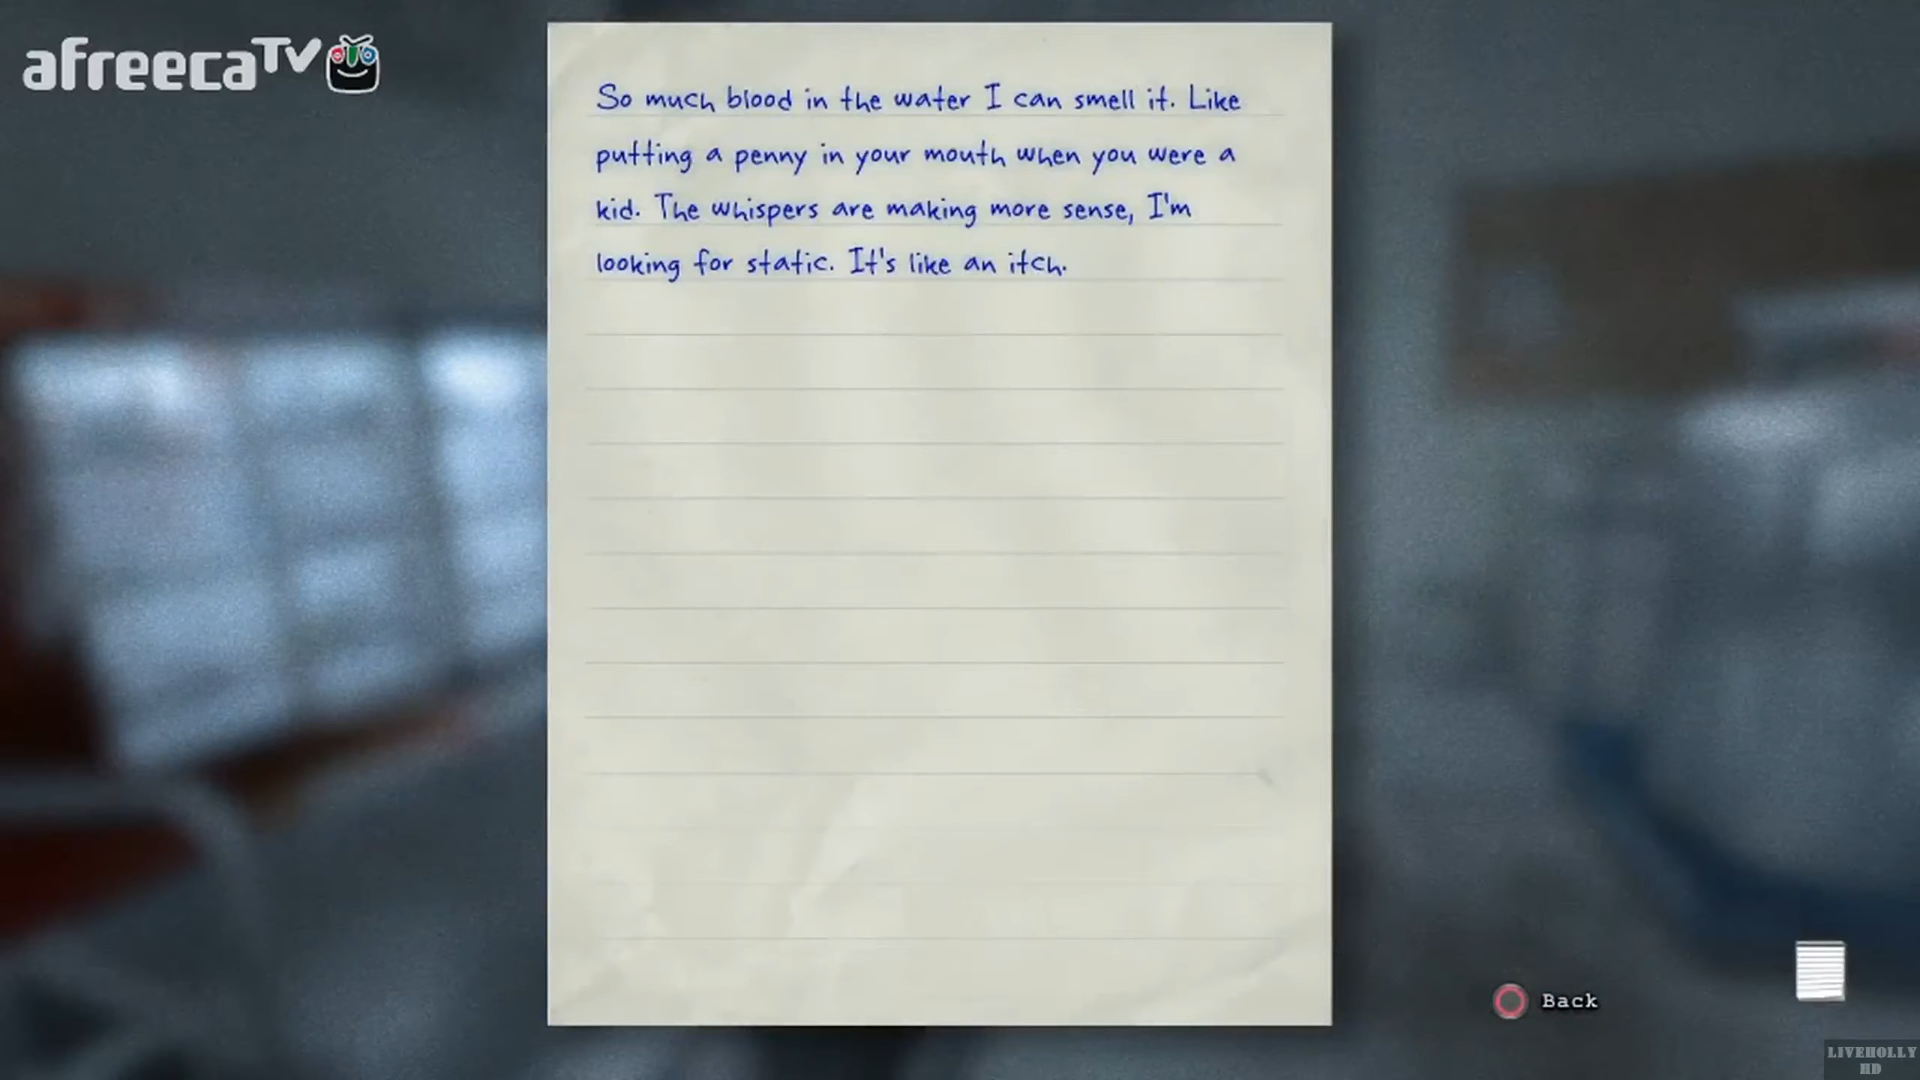 afreecaTV
So much blood in the water I can smell it. Like
putting a penny in your mouth when you were a
kid. The whispers are making more sense, I'm
looking for static. It's like an itch.
Back
LIVEHOLLY
HD